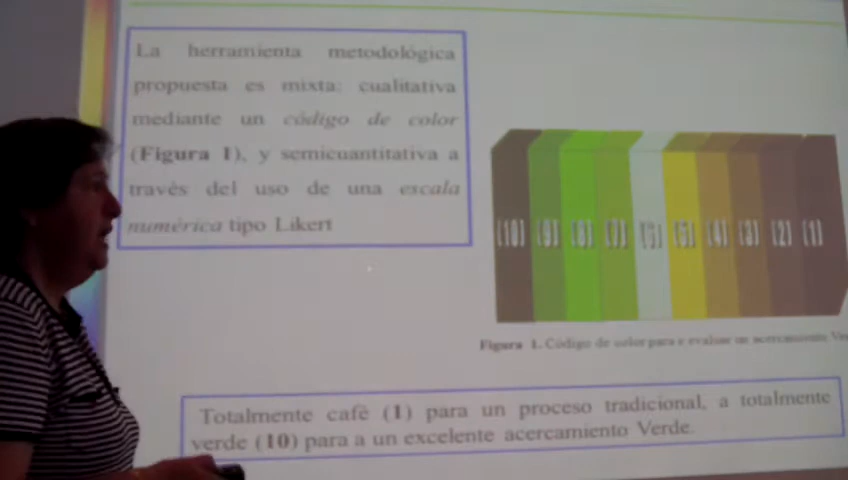 La herramienta metodológica
propuesta es mixta: cualitativa
mediante un código de color
(Figura 1), y semicuantitativa a
través del uso de una escala
numérica tipo Likert
(10) (9) (8) (7) (5) (4) (3) (2) (1)
Figura 1. Código de color para e evaluar un acercamiento
Totalmente café (1) para un proceso tradicional, a totalmente
verde (10) para a un excelente acercamiento Verde.